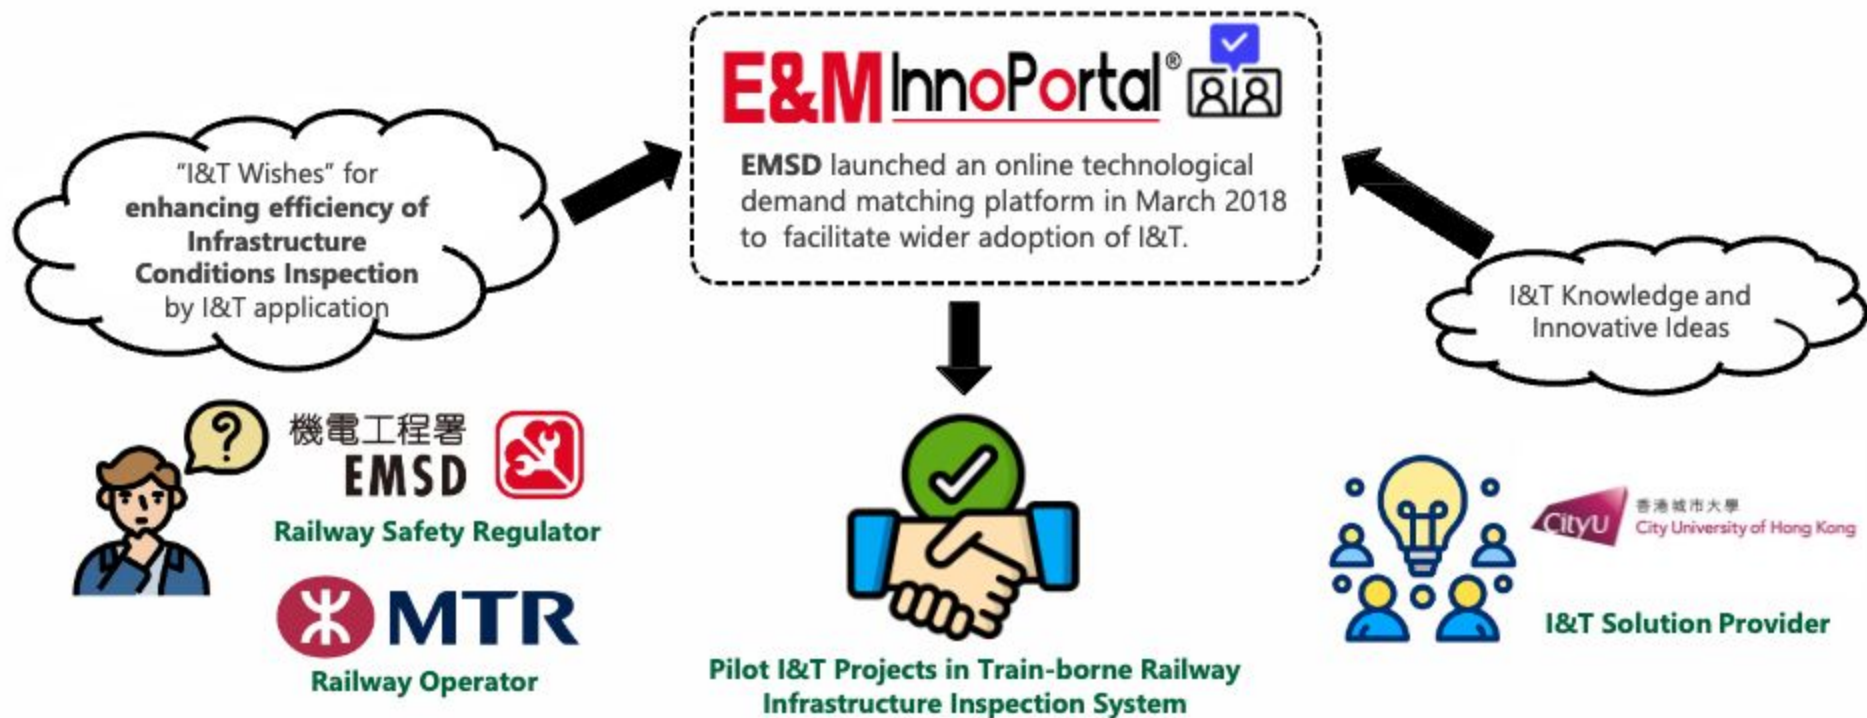 E&M InnoPortal®
EMSD launched an online technological
demand matching platform in March 2018
to facilitate wider adoption of I&T.
“I&T Wishes” for
enhancing efficiency of
Infrastructure
Conditions Inspection
by I&T application
I&T Knowledge and
Innovative Ideas
?
機電工程署
EMSD
Railway Safety Regulator
MTR
Railway Operator
Pilot I&T Projects in Train-borne Railway
Infrastructure Inspection System
CityU
香港城市大學
City University of Hong Kong
I&T Solution Provider